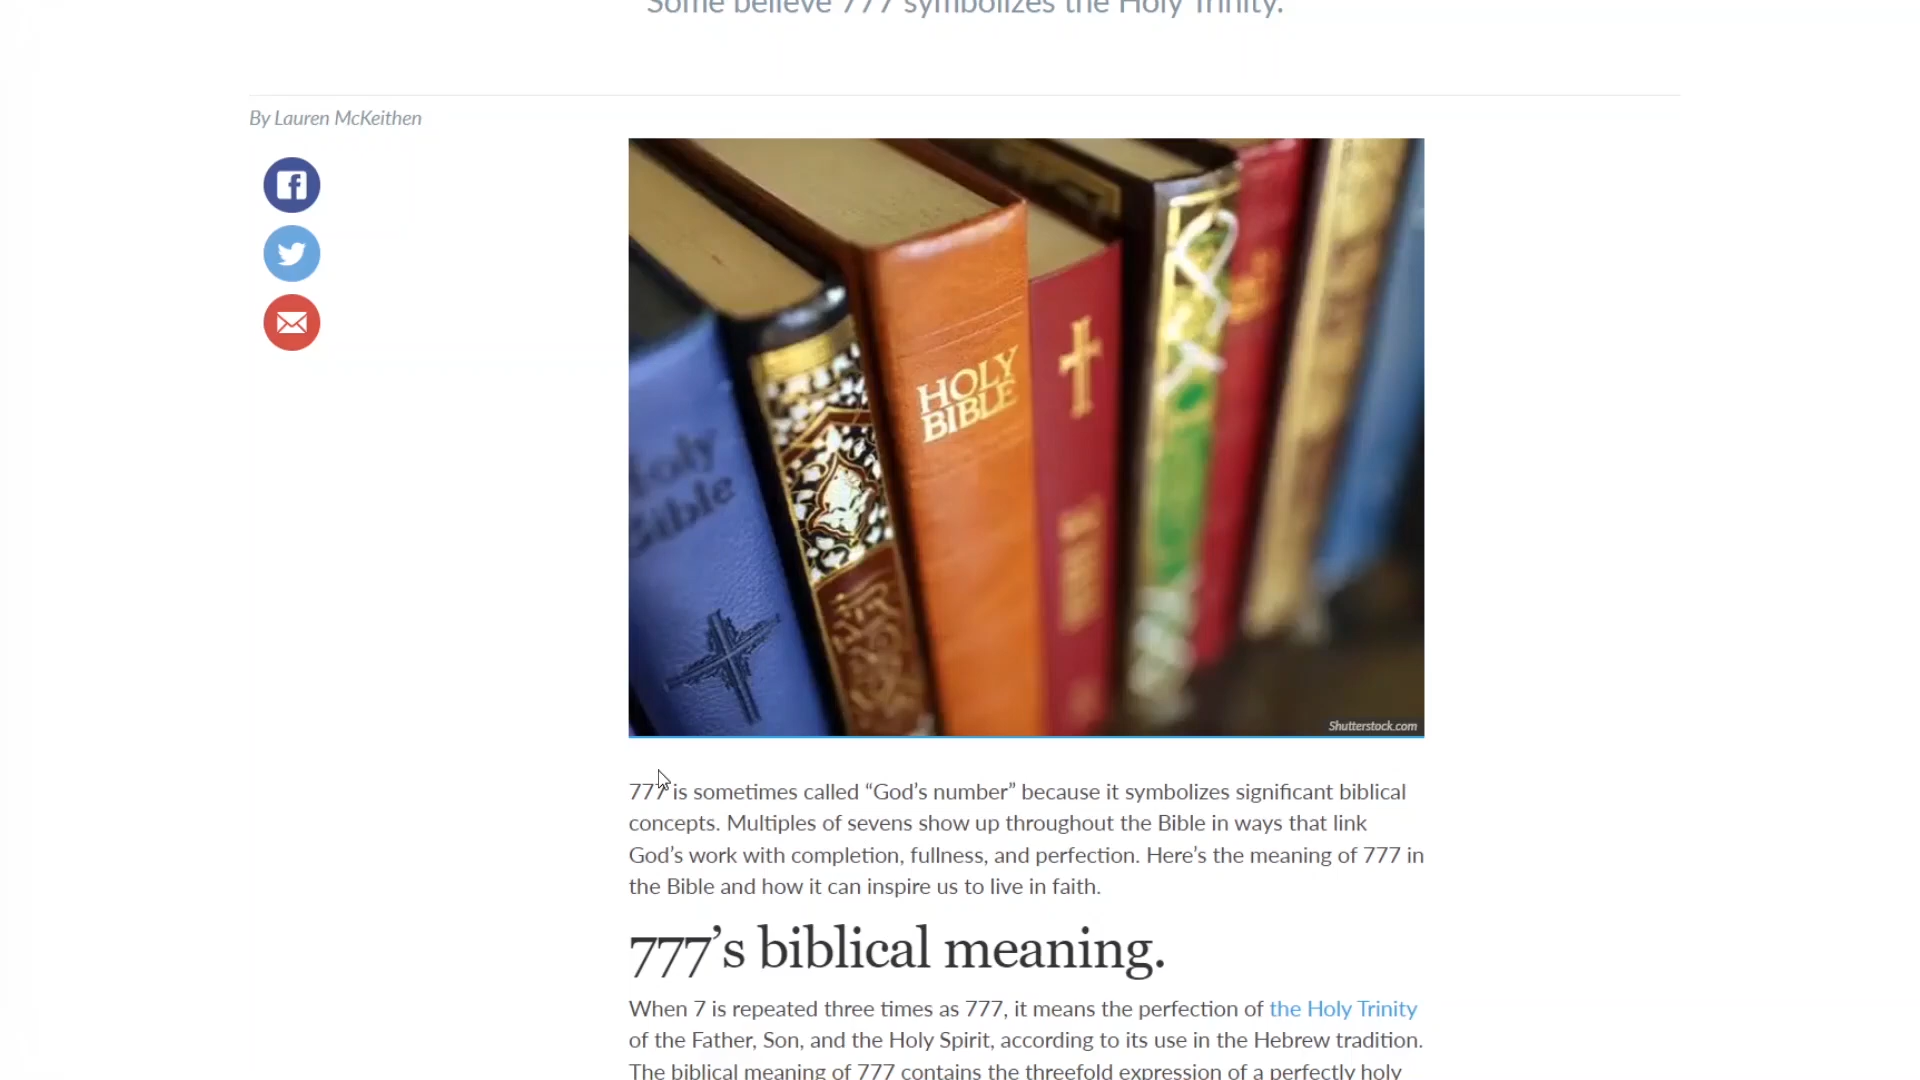 Some believe 777 symbolizes the Holy Trinity.
By Lauren McKeithen
HOLY
BIBLE
Holy
Bible
Shutterstock.com
777 is sometimes called “God’s number” because it symbolizes significant biblical
concepts. Multiples of sevens show up throughout the Bible in ways that link
God’s work with completion, fullness, and perfection. Here’s the meaning of 777 in
the Bible and how it can inspire us to live in faith.
777’s biblical meaning.
When 7 is repeated three times as 777, it means the perfection of the Holy Trinity
of the Father, Son, and the Holy Spirit, according to its use in the Hebrew tradition.
The biblical meaning of 777 contains the threefold expression of a perfectly holy